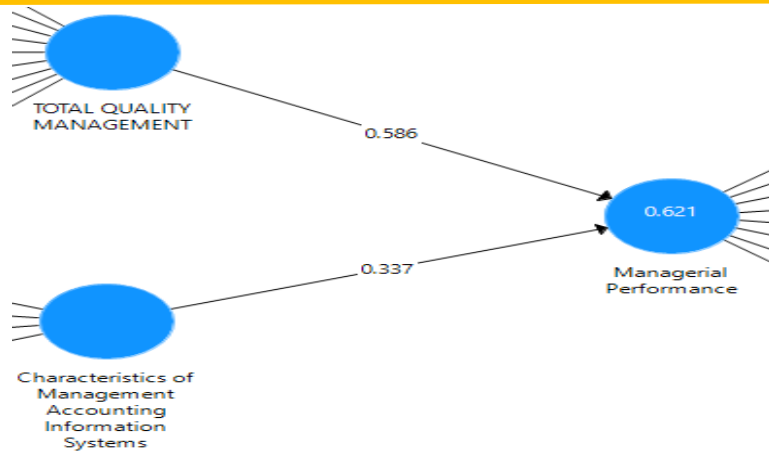 TOTAL QUALITY
MANAGEMENT
0.586
0.621
Managerial
Performance
0.337
Characteristics of
Management
Accounting
Information
Systems